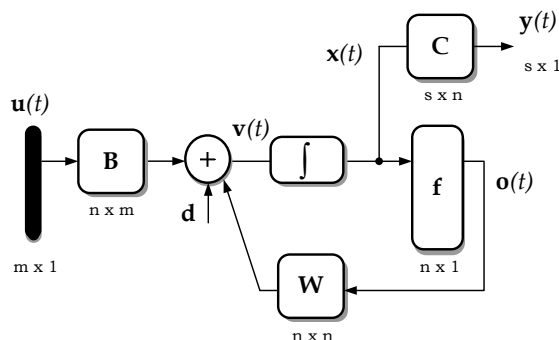 y(t)
x(t)
C
s x 1
s x n
u(t)
v(t)
B
+
∫
f
o(t)
n x m
d
m x 1
n x 1
W
n x n